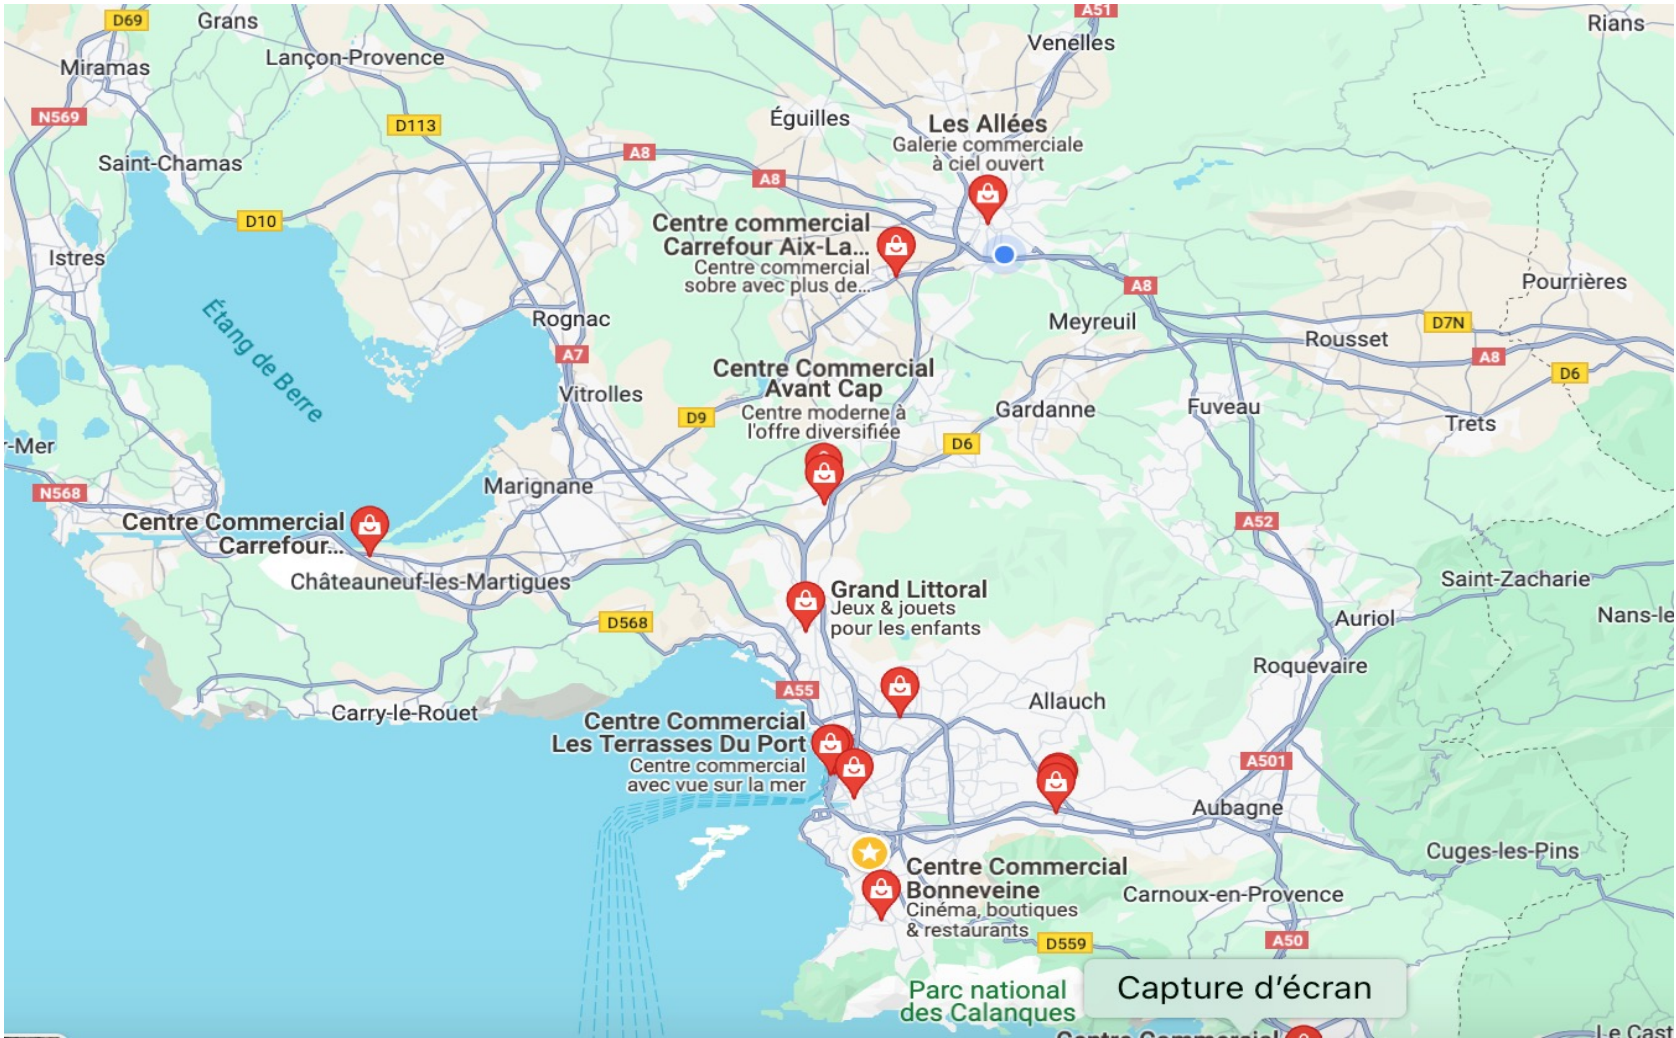 D69
Grans
A51
Rians
Venelles
Lançon-Provence
Miramas
N569
D113
Éguilles
Les Allées
Galerie commerciale
à ciel ouvert
A8
Saint-Chamas
A8
D10
Centre commercial
Carrefour Aix-La...
Centre commercial
sobre avec plus de...
Istres
A8
Pourrières
Étang de Berre
Rognac
Meyreuil
D7N
Rousset
A7
A8
Centre Commercial
Avant Cap
Centre moderne à
l'offre diversifiée
D6
Vitrolles
D9
Gardanne
Fuveau
Trets
r-Mer
D6
N568
Marignane
Centre Commercial
Carrefour...
A52
Châteauneuf-les-Martigues
Saint-Zacharie
Grand Littoral
Jeux & jouets
pour les enfants
D568
Auriol
Nans-le
Roquevaire
A55
Allauch
Carry-le-Rouet
Centre Commercial
Les Terrasses Du Port
Centre commercial
avec vue sur la mer
A501
Aubagne
Cuges-les-Pins
Centre Commercial
Bonneveine
Cinéma, boutiques
& restaurants
Carnoux-en-Provence
D559
A50
Parc national
des Calanques
Capture d'écran
Centre Commercial
Le Cast